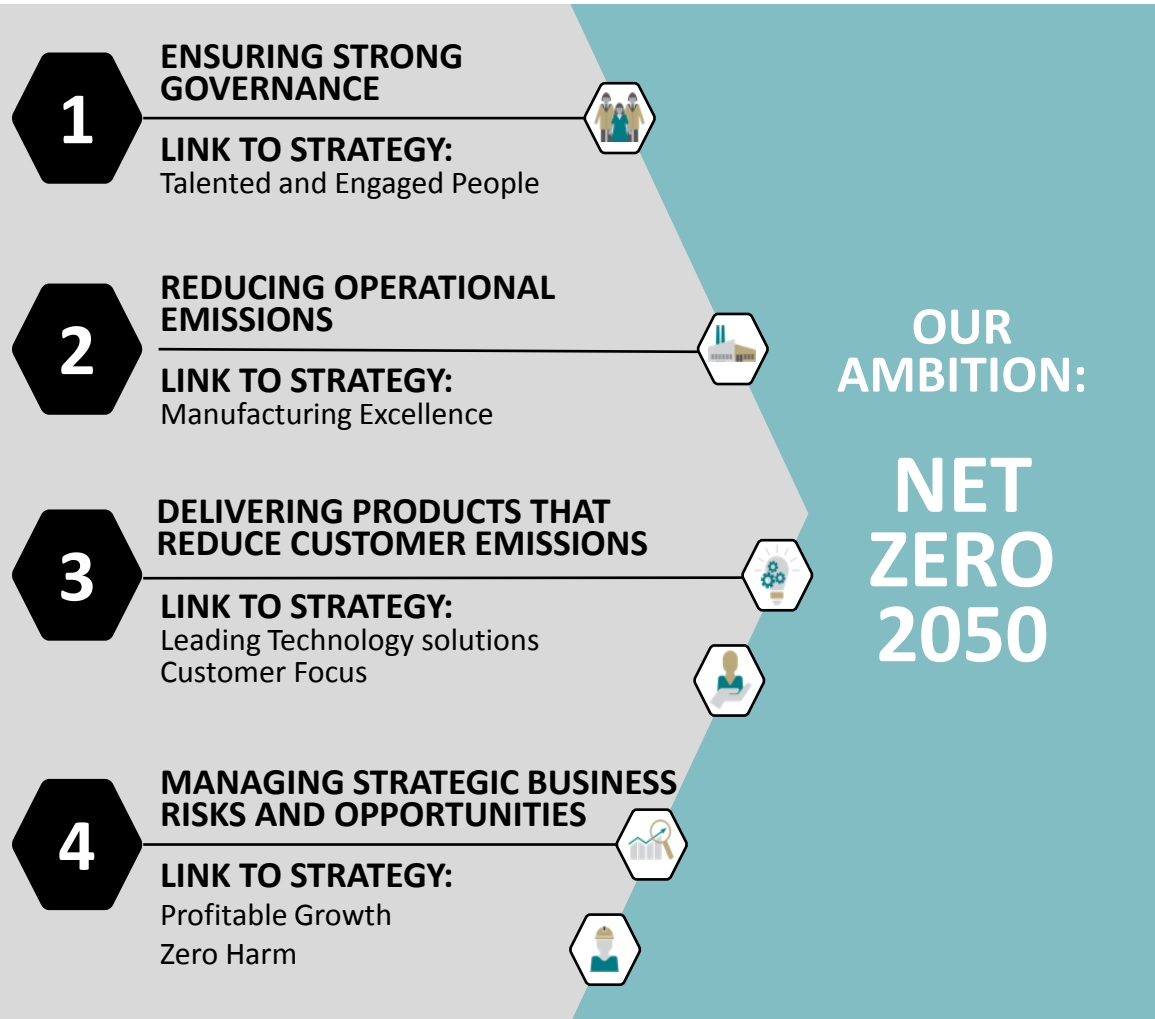 1
ENSURING STRONG
GOVERNANCE
LINK TO STRATEGY:
Talented and Engaged People
2
REDUCING OPERATIONAL
EMISSIONS
LINK TO STRATEGY:
Manufacturing Excellence
3
DELIVERING PRODUCTS THAT
REDUCE CUSTOMER EMISSIONS
LINK TO STRATEGY:
Leading Technology solutions
Customer Focus
4
MANAGING STRATEGIC BUSINESS
RISKS AND OPPORTUNITIES
LINK TO STRATEGY:
Profitable Growth
Zero Harm
OUR
AMBITION:
NET
ZERO
2050